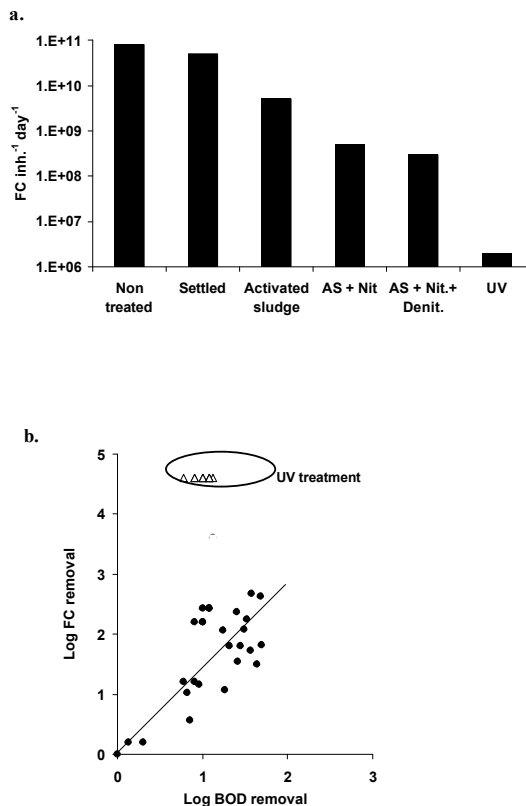 a.
1.E+11
1.E+10
1.E+09
1.E+08
1.E+07
1.E+06
FC inh.-1 day-1
Non treated
Settled
Activated sludge
AS + Nit
AS + Nit.+ Denit.
UV
b.
5
4
3
2
1
0
Log FC removal
UV treatment
0 1 2 3
Log BOD removal